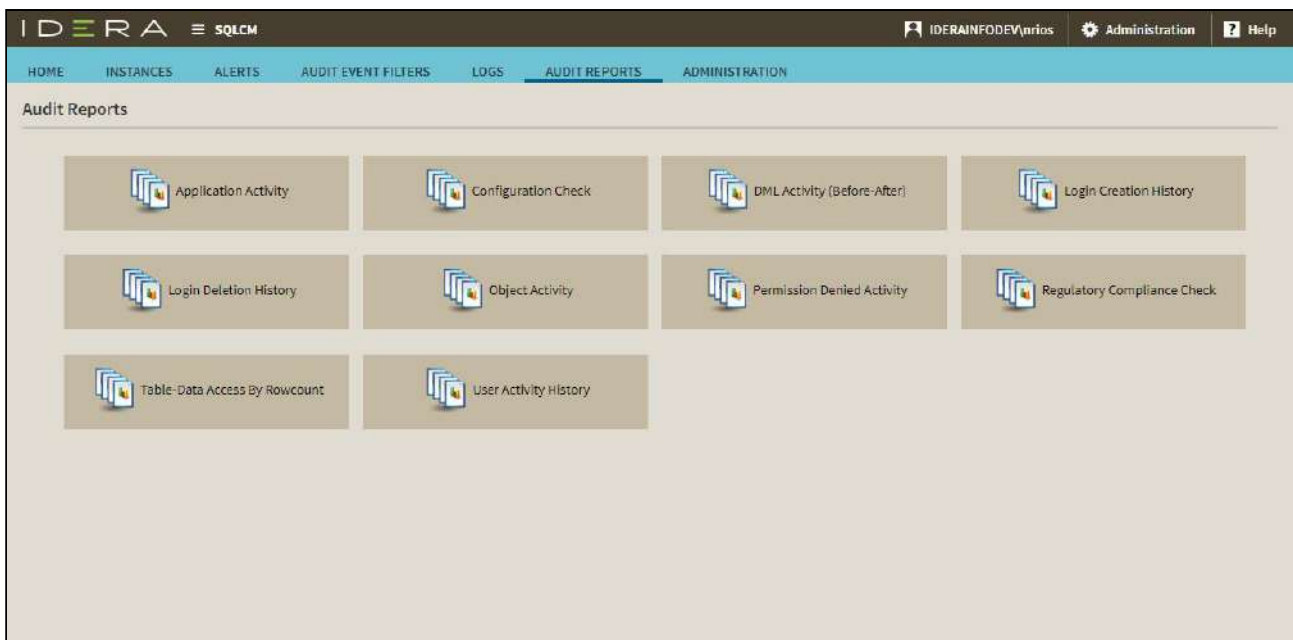 IDERA SQLCM IDERAINFODEV\nrios Administration ? Help
HOME INSTANCES ALERTS AUDIT EVENT FILTERS LOGS AUDIT REPORTS ADMINISTRATION
Audit Reports
Application Activity Configuration Check DML Activity (Before-After) Login Creation History
Login Deletion History Object Activity Permission Denied Activity Regulatory Compliance Check
Table-Data Access By Rowcount User Activity History